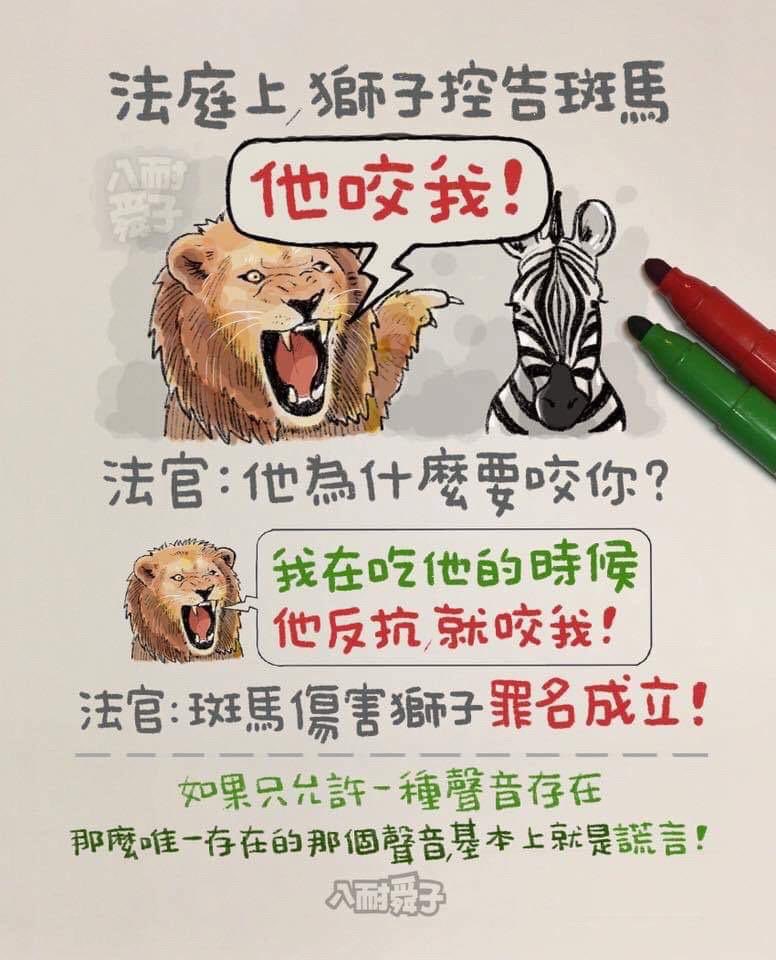 法庭上,獅子控告斑馬
他咬我!
八耐
舜子
法官:他為什麼要咬你?
我在吃他的時候
他反抗,就咬我!
法官:斑馬傷害獅子罪名成立!
如果只允許一種聲音存在
那麼唯一存在的那個聲音,基本上就是謊言!
八耐舜子